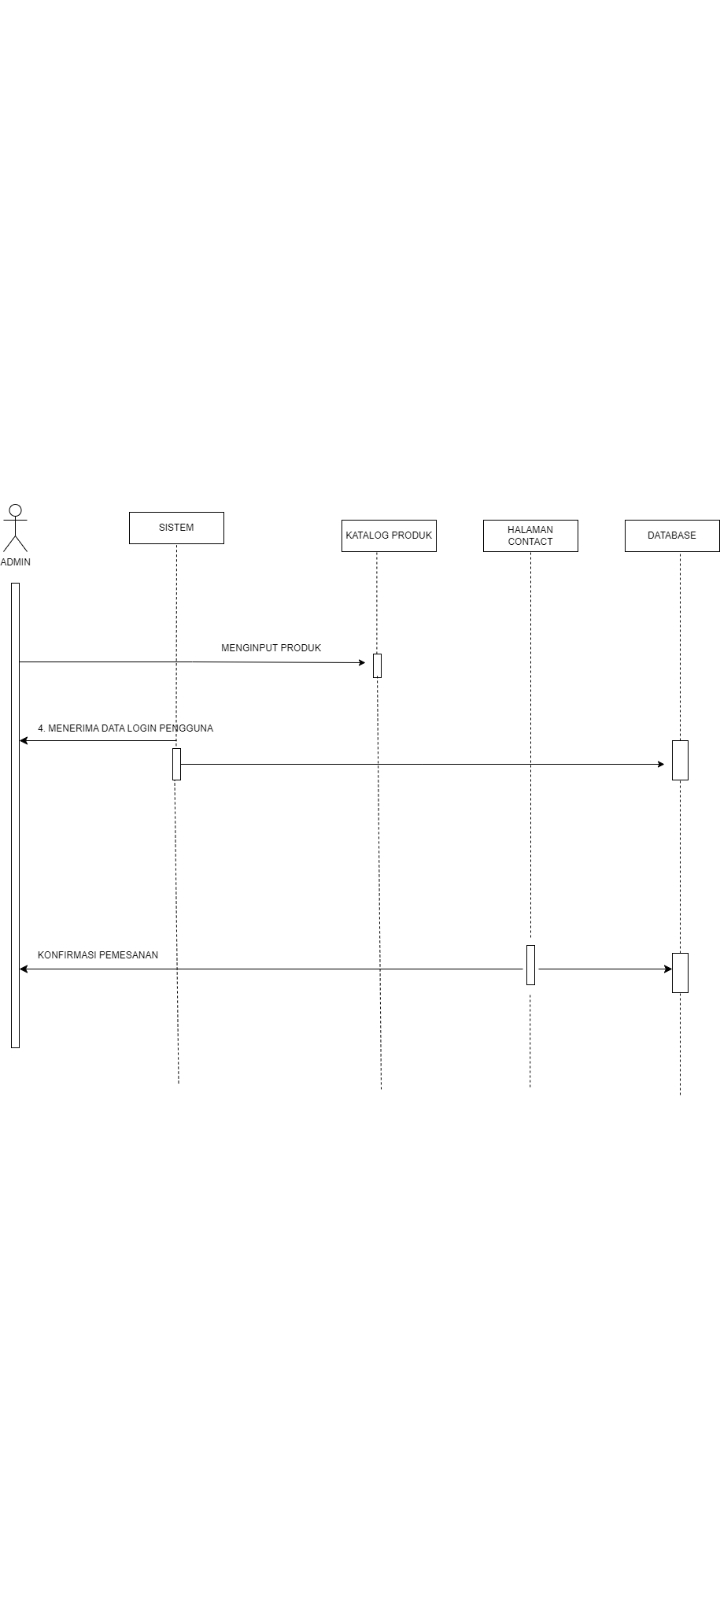 SISTEM
KATALOG PRODUK
HALAMAN
CONTACT
DATABASE
ADMIN
MENGINPUT PRODUK
4. MENERIMA DATA LOGIN PENGGUNA
KONFIRMASI PEMESANAN